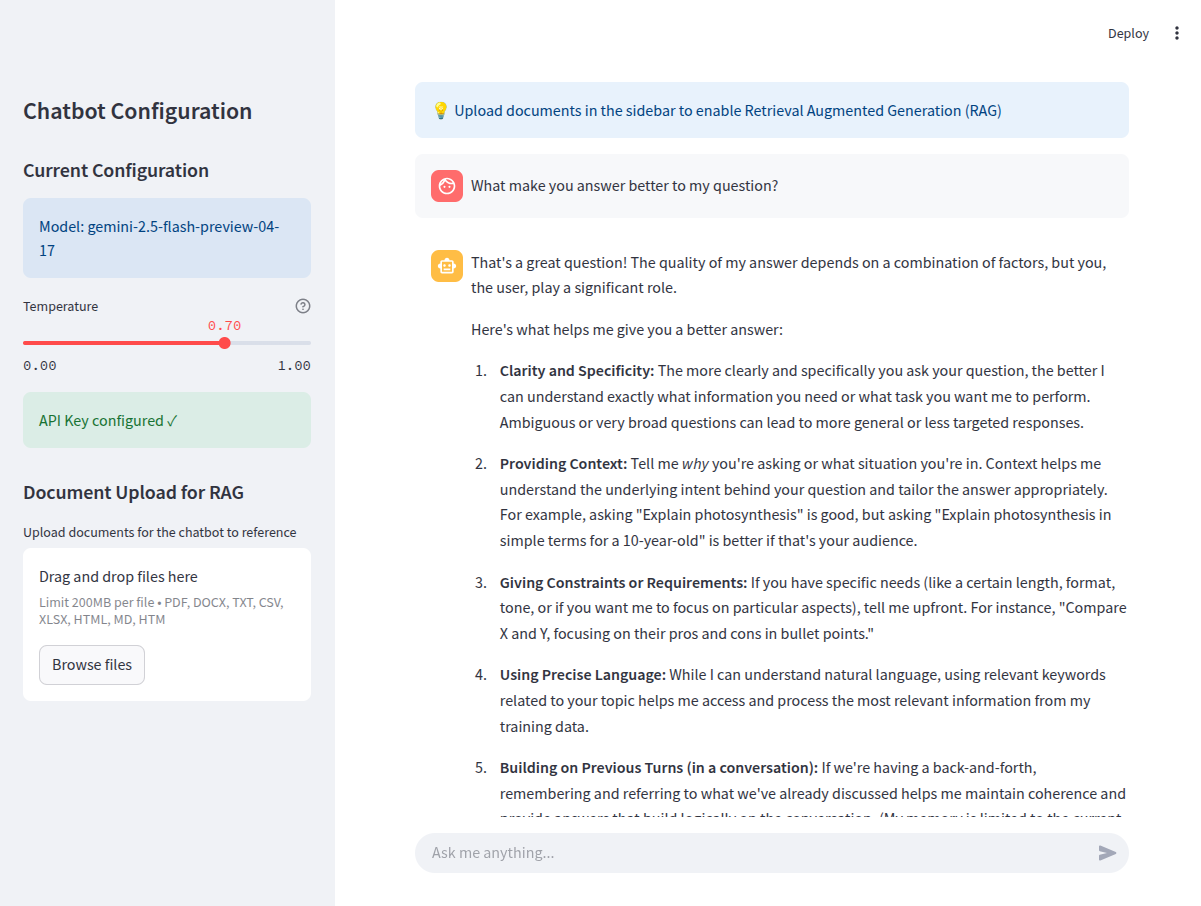 Deploy
Chatbot Configuration
Current Configuration
Model: gemini-2.5-flash-preview-04-
17
Temperature
0.70
0.00 1.00
API Key configured ✓
Document Upload for RAG
Upload documents for the chatbot to reference
Drag and drop files here
Limit 200MB per file • PDF, DOCX, TXT, CSV,
XLSX, HTML, MD, HTM
Browse files
💡 Upload documents in the sidebar to enable Retrieval Augmented Generation (RAG)
What make you answer better to my question?
That's a great question! The quality of my answer depends on a combination of factors, but you,
the user, play a significant role.
Here's what helps me give you a better answer:
1. Clarity and Specificity: The more clearly and specifically you ask your question, the better I
can understand exactly what information you need or what task you want me to perform.
Ambiguous or very broad questions can lead to more general or less targeted responses.
2. Providing Context: Tell me why you're asking or what situation you're in. Context helps me
understand the underlying intent behind your question and tailor the answer appropriately.
For example, asking "Explain photosynthesis" is good, but asking "Explain photosynthesis in
simple terms for a 10-year-old" is better if that's your audience.
3. Giving Constraints or Requirements: If you have specific needs (like a certain length, format,
tone, or if you want me to focus on particular aspects), tell me upfront. For instance, "Compare
X and Y, focusing on their pros and cons in bullet points."
4. Using Precise Language: While I can understand natural language, using relevant keywords
related to your topic helps me access and process the most relevant information from my
training data.
5. Building on Previous Turns (in a conversation): If we're having a back-and-forth,
remembering and referring to what we've already discussed helps me maintain coherence and
provide answers that build logically on the conversation. (My memory is limited to the current
Ask me anything...